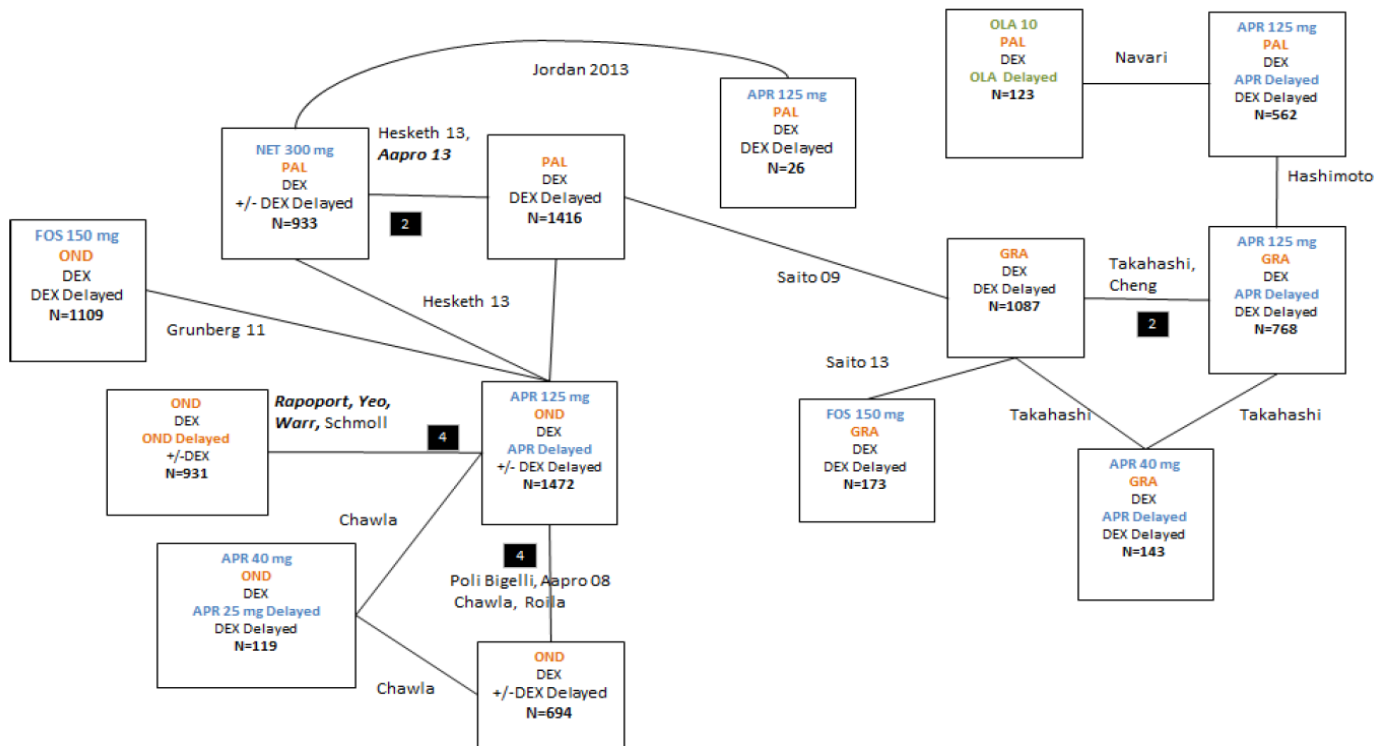 Jordan 2013
OLA 10
PAL
DEX
OLA Delayed
N=123
Navari
APR 125 mg
PAL
DEX
APR Delayed
DEX Delayed
N=562
APR 125 mg
PAL
DEX
DEX Delayed
N=26
NET 300 mg
PAL
DEX
+/- DEX Delayed
N=933
Hesketh 13,
Aapro 13
2
PAL
DEX
DEX Delayed
N=1416
Hashimoto
FOS 150 mg
OND
DEX
DEX Delayed
N=1109
Grunberg 11
Hesketh 13
Saito 09
GRA
DEX
DEX Delayed
N=1087
Takahashi,
Cheng
2
APR 125 mg
GRA
DEX
APR Delayed
DEX Delayed
N=768
OND
DEX
OND Delayed
+/-DEX
N=931
Rapoport, Yeo,
Warr, Schmoll
4
APR 125 mg
OND
DEX
APR Delayed
+/- DEX Delayed
N=1472
Saito 13
FOS 150 mg
GRA
DEX
DEX Delayed
N=173
Takahashi
Takahashi
APR 40 mg
GRA
DEX
APR Delayed
DEX Delayed
N=143
Chawla
APR 40 mg
OND
DEX
APR 25 mg Delayed
DEX Delayed
N=119
4
Poli Bigelli, Aapro 08
Chawla, Roila
Chawla
OND
DEX
+/-DEX Delayed
N=694